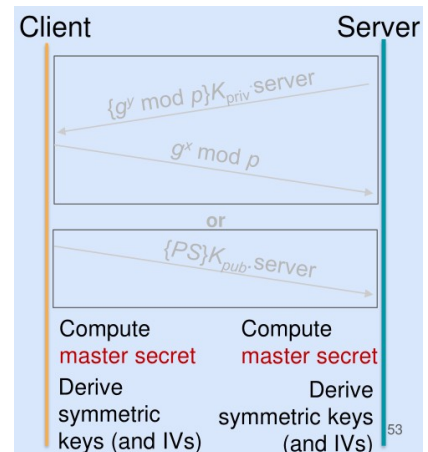 Client Server
{g^y mod p}K_priv-server
g^x mod p
or
{PS}K_pub-server
Compute Compute
master secret master secret
Derive Derive
symmetric symmetric keys
keys (and IVs) (and IVs)
53